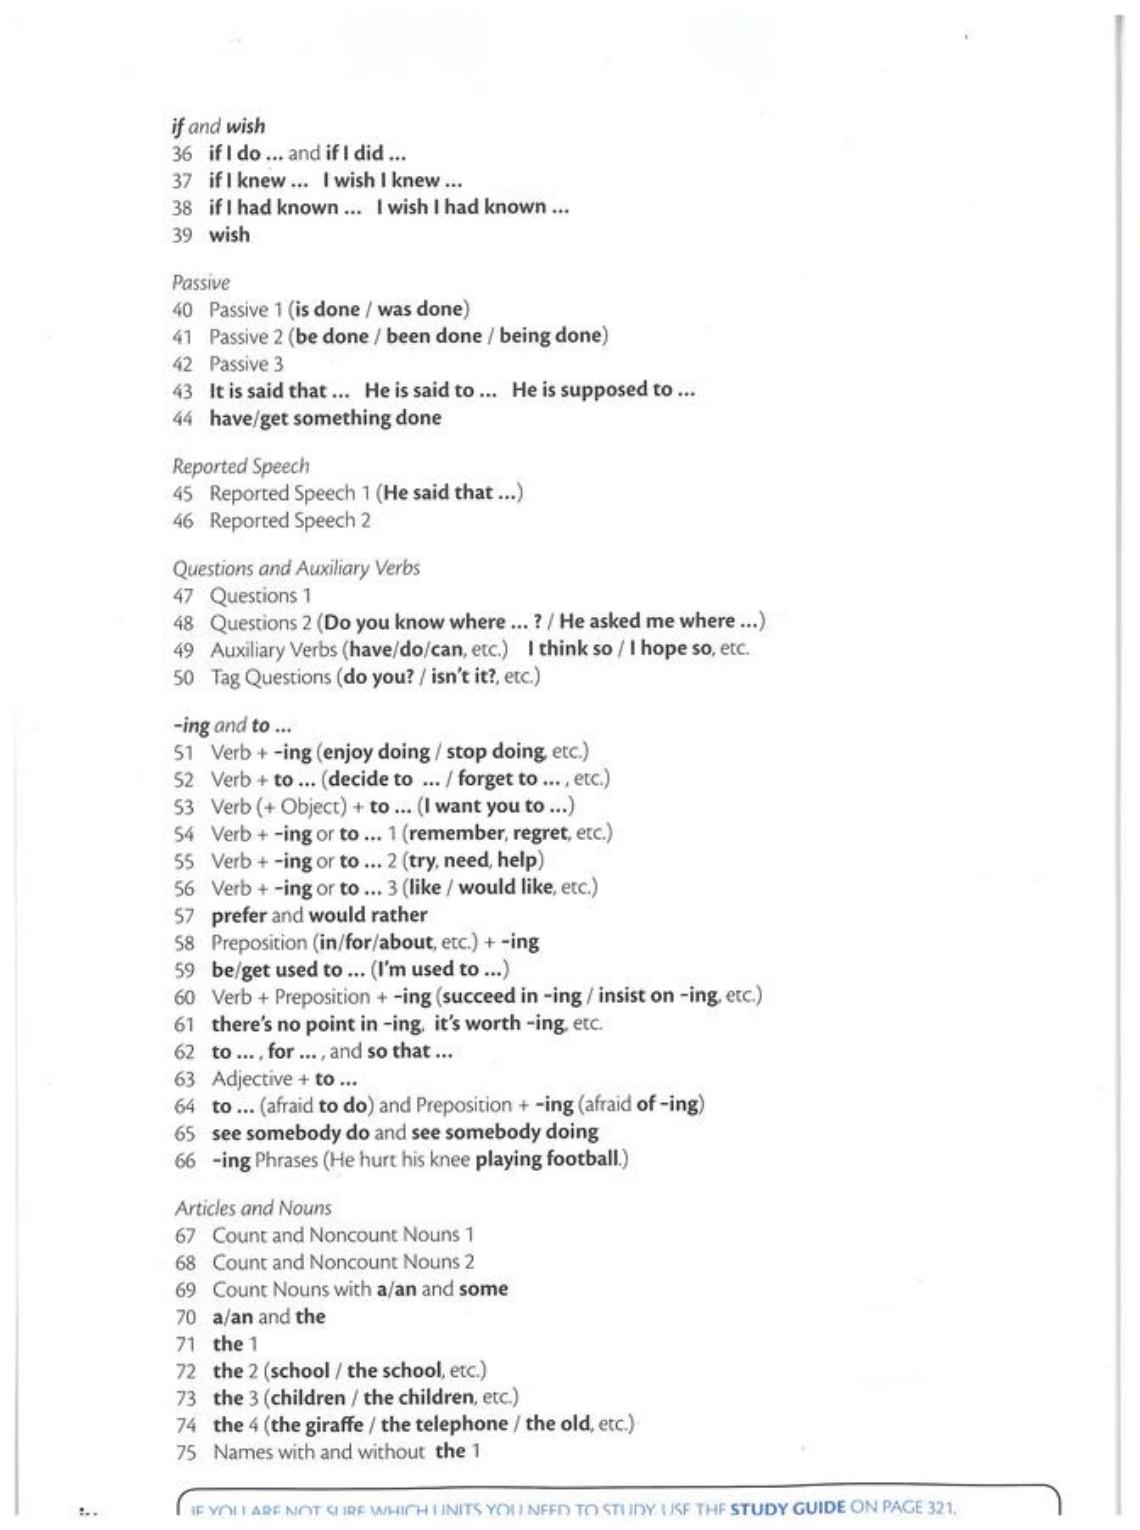 if and wish
36 if I do ... and if I did ...
37 if I knew ... I wish I knew ...
38 if I had known ... I wish I had known ...
39 wish
Passive
40 Passive 1 (is done / was done)
41 Passive 2 (be done / been done / being done)
42 Passive 3
43 It is said that ... He is said to ... He is supposed to ...
44 have/get something done
Reported Speech
45 Reported Speech 1 (He said that ...)
46 Reported Speech 2
Questions and Auxiliary Verbs
47 Questions 1
48 Questions 2 (Do you know where ... ? / He asked me where ...)
49 Auxiliary Verbs (have/do/can, etc.) I think so / I hope so, etc.
50 Tag Questions (do you? / isn't it?, etc.)
-ing and to ...
51 Verb + -ing (enjoy doing / stop doing, etc.)
52 Verb + to ... (decide to ... / forget to ... , etc.)
53 Verb (+ Object) + to ... (I want you to ...)
54 Verb + -ing or to ... 1 (remember, regret, etc.)
55 Verb + -ing or to ... 2 (try, need, help)
56 Verb + -ing or to ... 3 (like / would like, etc.)
57 prefer and would rather
58 Preposition (in/for/about, etc.) + -ing
59 be/get used to ... (I'm used to ...)
60 Verb + Preposition + -ing (succeed in -ing / insist on -ing, etc.)
61 there's no point in -ing, it's worth -ing, etc.
62 to ... , for ... , and so that ...
63 Adjective + to ...
64 to ... (afraid to do) and Preposition + -ing (afraid of -ing)
65 see somebody do and see somebody doing
66 -ing Phrases (He hurt his knee playing football.)
Articles and Nouns
67 Count and Noncount Nouns 1
68 Count and Noncount Nouns 2
69 Count Nouns with a/an and some
70 a/an and the
71 the 1
72 the 2 (school / the school, etc.)
73 the 3 (children / the children, etc.)
74 the 4 (the giraffe / the telephone / the old, etc.)
75 Names with and without the 1
IF YOU ARE NOT SURE WHICH UNITS YOU NEED TO STUDY, USE THE STUDY GUIDE ON PAGE 321.